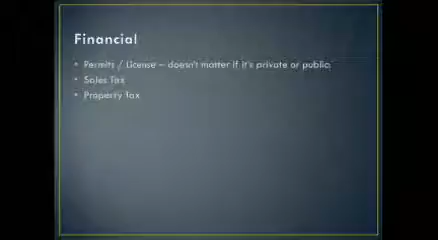 Financial
• Permits / License – doesn't matter if it's private or public.
• Sales Tax
• Property Tax